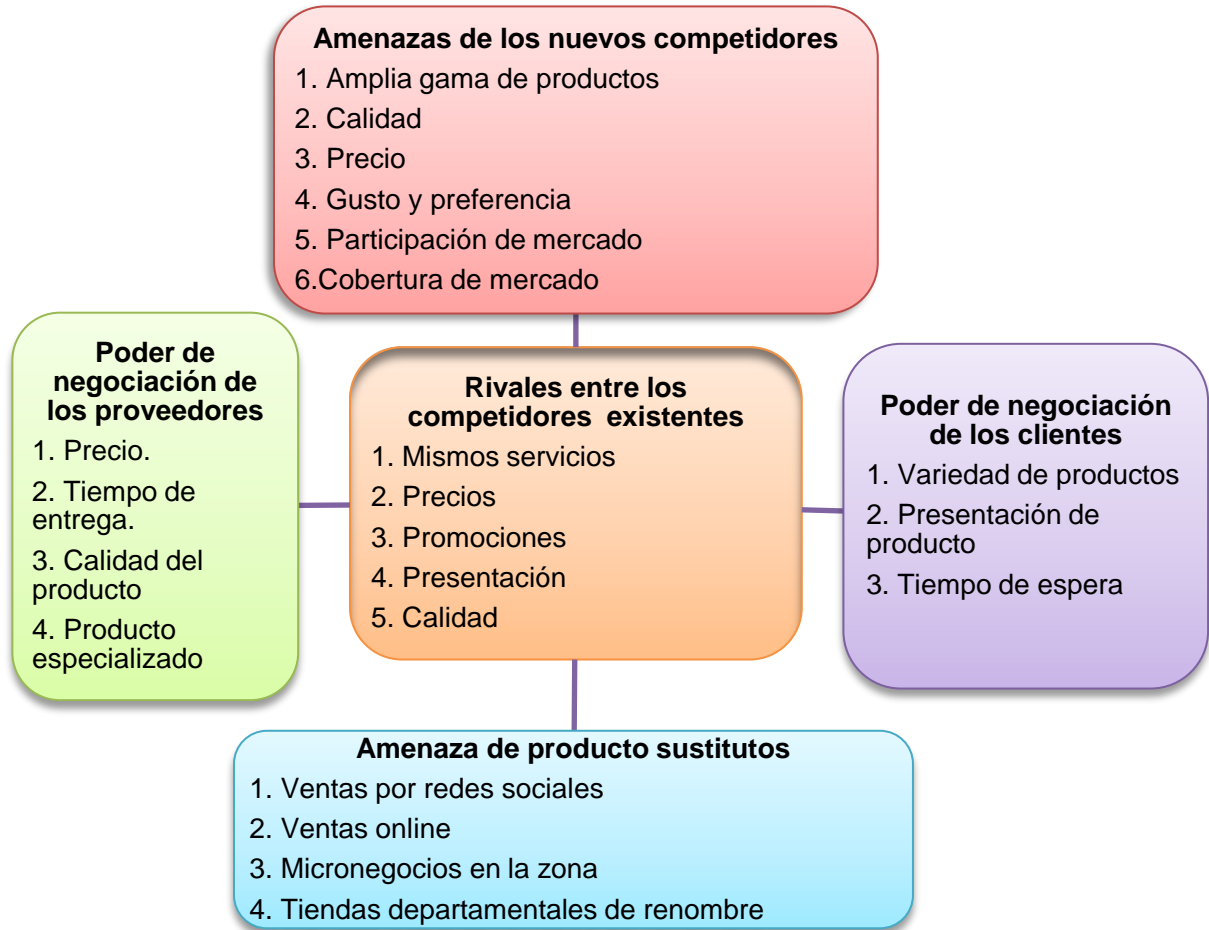 Amenazas de los nuevos competidores
1. Amplia gama de productos
2. Calidad
3. Precio
4. Gusto y preferencia
5. Participación de mercado
6.Cobertura de mercado
Poder de
negociación de
los proveedores
1. Precio.
2. Tiempo de
entrega.
3. Calidad del
producto
4. Producto
especializado
Rivales entre los
competidores existentes
1. Mismos servicios
2. Precios
3. Promociones
4. Presentación
5. Calidad
Poder de negociación
de los clientes
1. Variedad de productos
2. Presentación de
producto
3. Tiempo de espera
Amenaza de producto sustitutos
1. Ventas por redes sociales
2. Ventas online
3. Micronegocios en la zona
4. Tiendas departamentales de renombre